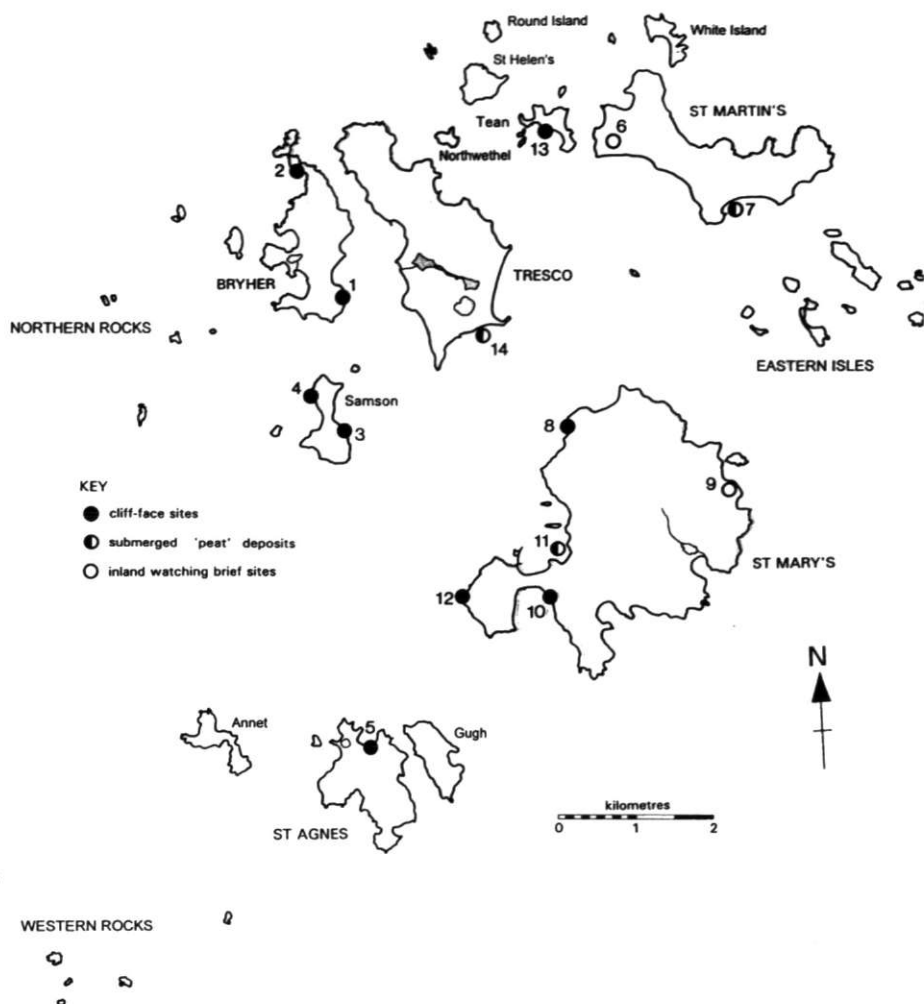 Round Island
White Island
St Helen's
ST MARTIN'S
Tean
6
13
Northwethel
2
7
BRYHER
1
TRESCO
NORTHERN ROCKS
14
EASTERN ISLES
4
Samson
3
8
KEY
9
cliff-face sites
submerged 'peat' deposits
11
inland watching brief sites
ST MARY'S
12
10
N
Annet
5
Gugh
kilometres
0 1 2
ST AGNES
WESTERN ROCKS